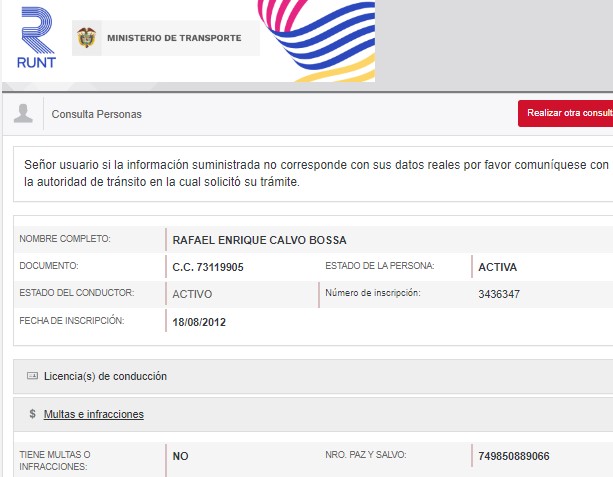 RUNT
MINISTERIO DE TRANSPORTE
Consulta Personas
Realizar otra
Señor usuario si la información suministrada no corresponde con sus datos reales por favor comuníquese con
la autoridad de tránsito en la cual solicitó su trámite.
NOMBRE COMPLETO: RAFAEL ENRIQUE CALVO BOSSA
DOCUMENTO: C.C. 73119905 ESTADO DE LA PERSONA: ACTIVA
ESTADO DEL CONDUCTOR: ACTIVO Número de inscripción: 3436347
FECHA DE INSCRIPCIÓN: 18/08/2012
Licencia(s) de conducción
$ Multas e infracciones
TIENE MULTAS O NO NRO. PAZ Y SALVO: 749850889066
INFRACCIONES: